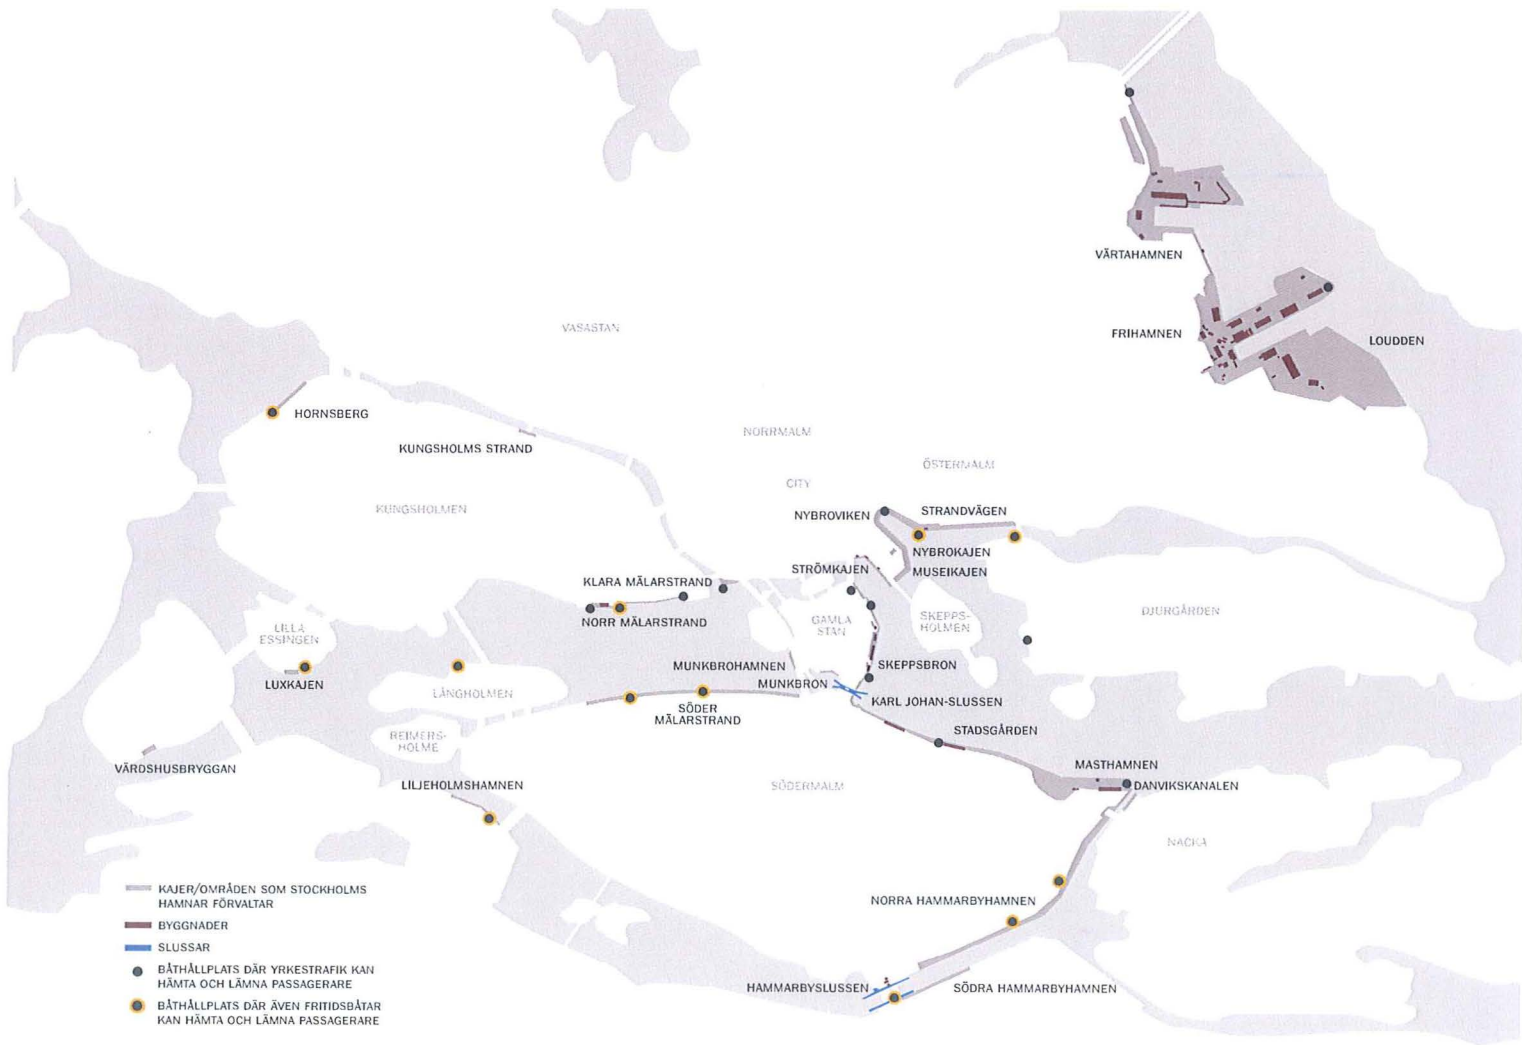 VÄRTAHAMNEN
FRIHAMNEN
LOUDDEN
VASASTAN
HORNSBERG
KUNGSHOLMS STRAND
NORRMALM
ÖSTERMALM
CITY
KUNGSHOLMEN
NYBROVIKEN
STRANDVÄGEN
NYBROKAJEN
STRÖMKAJEN
MUSEIKAJEN
KLARA MÄLARSTRAND
NORR MÄLARSTRAND
GAMLA
STAN
SKEPPS-
HOLMEN
DJURGÅRDEN
LILLA
ESSINGEN
LUXKAJEN
LÅNGHOLMEN
MUNKBROHAMNEN
MUNKBRON
SKEPPSBRON
KARL JOHAN-SLUSSEN
SÖDER
MÄLARSTRAND
STADSGÅRDEN
REIMERS-
HOLME
VÄRDSHUSBRYGGAN
LILJEHOLMSHAMNEN
SÖDERMALM
MASTHAMNEN
DANVIKSKANALEN
NACKA
NORRA HAMMARBYHAMNEN
HAMMARBYSLUSSEN
SÖDRA HAMMARBYHAMNEN
KAJER/OMRÅDEN SOM STOCKHOLMS
HAMNAR FÖRVALTAR
BYGGNADER
SLUSSAR
BÅTHÅLLPLATS DÄR YRKESTRAFIK KAN
HÄMTA OCH LÄMNA PASSAGERARE
BÅTHÅLLPLATS DÄR ÄVEN FRITIDSBÅTAR
KAN HÄMTA OCH LÄMNA PASSAGERARE